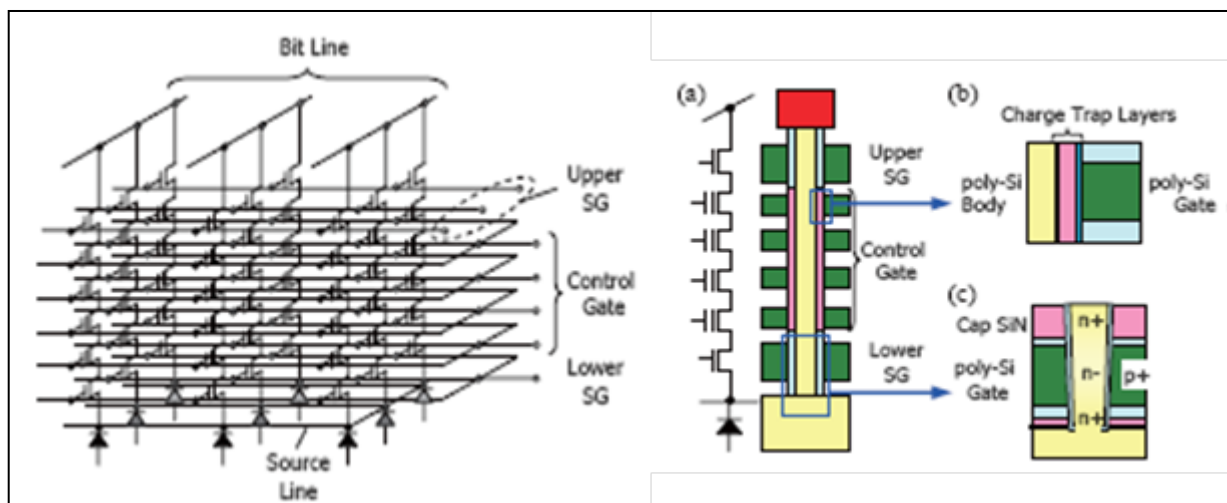 Bit Line
Upper
SG
Control
Gate
Lower
SG
Source
Line
(a)
Upper
SG
Control
Gate
Lower
SG
(b)
Charge Trap Layers
poly-Si
Body
poly-Si
Gate
(c)
Cap SiN
poly-Si
Gate
n+
n-
p+
n+